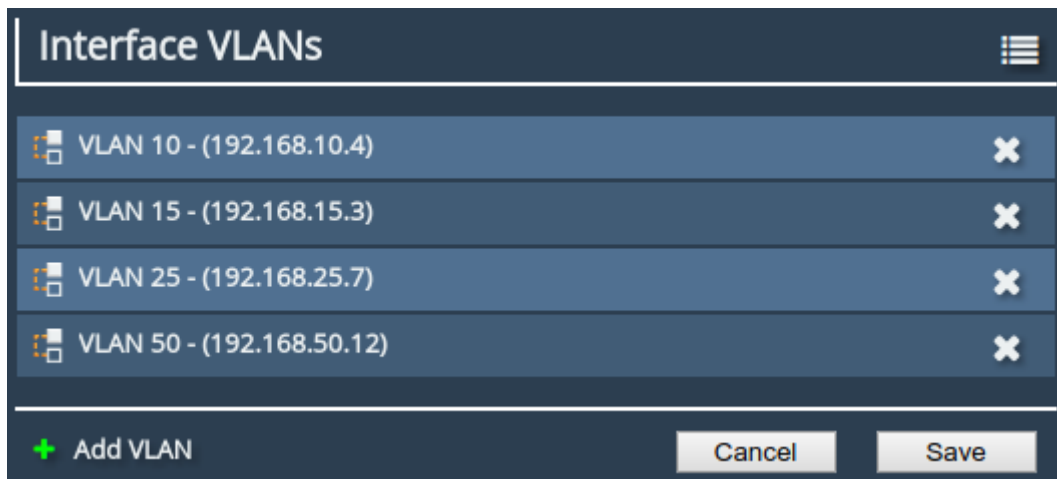 Interface VLANs
VLAN 10 - (192.168.10.4)
VLAN 15 - (192.168.15.3)
VLAN 25 - (192.168.25.7)
VLAN 50 - (192.168.50.12)
Add VLAN
Cancel
Save